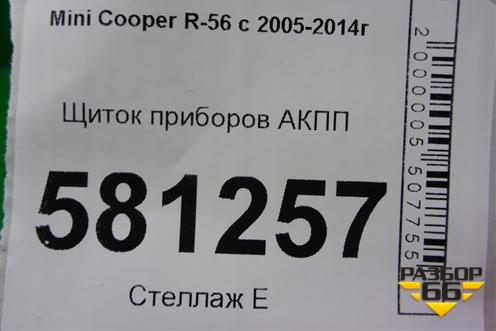 Mini Cooper R-56 с 2005-2014г
Щиток приборов АКПП
581257
Стеллаж Е
2000005507755
РАЗБОР
66